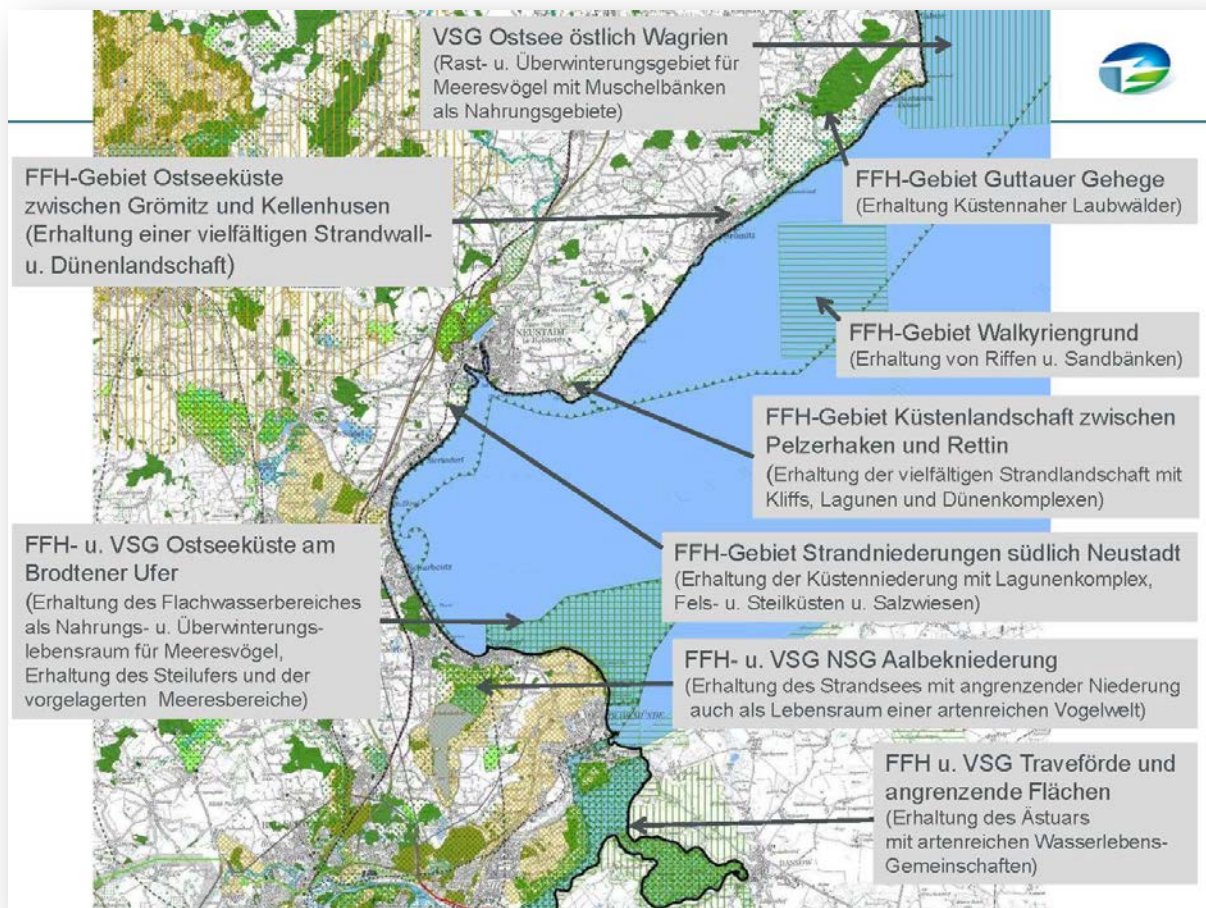 VSG Ostsee östlich Wagrien
(Rast- u. Überwinterungsgebiet für
Meeresvögel mit Muschelbänken
als Nahrungsgebiete)
FFH-Gebiet Ostseeküste
zwischen Grömitz und Kellenhusen
(Erhaltung einer vielfältigen Strandwall-
u. Dünenlandschaft)
FFH-Gebiet Guttauer Gehege
(Erhaltung Küstennaher Laubwälder)
FFH-Gebiet Walkyriengrund
(Erhaltung von Riffen u. Sandbänken)
NEUSTADT
FFH-Gebiet Küstenlandschaft zwischen
Pelzerhaken und Rettin
(Erhaltung der vielfältigen Strandlandschaft mit
Kliffs, Lagunen und Dünenkomplexen)
FFH- u. VSG Ostseeküste am
Brodtener Ufer
(Erhaltung des Flachwasserbereiches
als Nahrungs- u. Überwinterungs-
lebensraum für Meeresvögel,
Erhaltung des Steilufers und der
vorgelagerten Meeresbereiche)
FFH-Gebiet Strandniederungen südlich Neustadt
(Erhaltung der Küstenniederung mit Lagunenkomplex,
Fels- u. Steilküsten u. Salzwiesen)
FFH- u. VSG NSG Aalbekniederung
(Erhaltung des Strandsees mit angrenzender Niederung
auch als Lebensraum einer artenreichen Vogelwelt)
FFH u. VSG Traveförde und
angrenzende Flächen
(Erhaltung des Ästuars
mit artenreichen Wasserlebens-
Gemeinschaften)
DASSOW